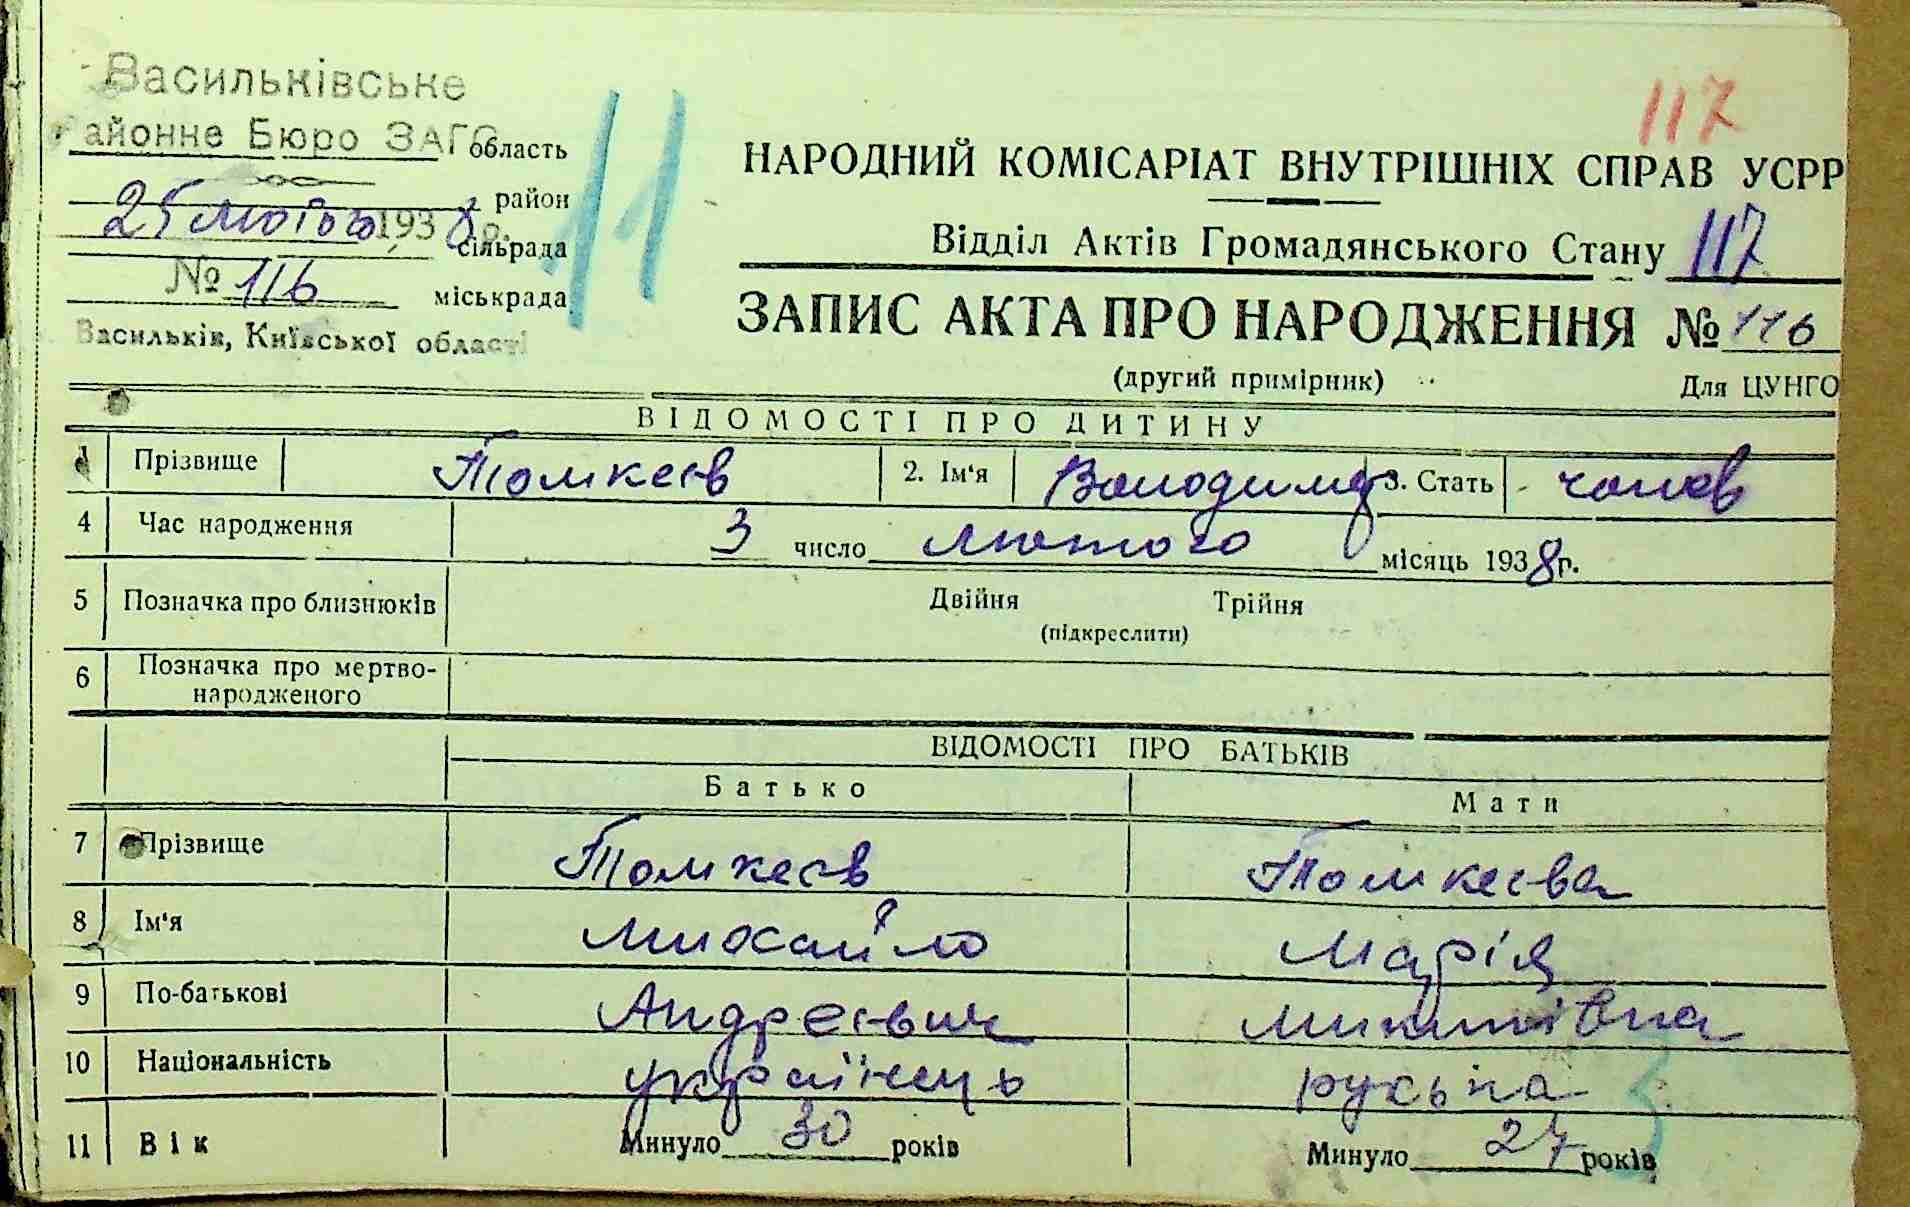 Васильківське
Районне Бюро ЗАГС область
район
25 лютого 1938 р. сільрада
№ 116 міськрада
Васильків, Київської області
11
117
НАРОДНИЙ КОМІСАРІАТ ВНУТРІШНІХ СПРАВ УСРР
Відділ Актів Громадянського Стану 117
ЗАПИС АКТА ПРО НАРОДЖЕННЯ № 116
(другий примірник) Для ЦУНГО
ВІДОМОСТІ ПРО ДИТИНУ
1 Прізвище Томкеєв 2. Ім'я Володимир 3. Стать чолов
4 Час народження 3 число лютого місяць 1938 р.
5 Позначка про близнюків Двійня Трійня
(підкреслити)
6 Позначка про мертво-
народженого
ВІДОМОСТІ ПРО БАТЬКІВ
Батько Мати
7 Прізвище Томкеєв Томкеєва
8 Ім'я Михайло Марія
9 По-батькові Андреєвич
10 Національність українець руська
11 Вік Минуло 30 років Минуло 27 років
3